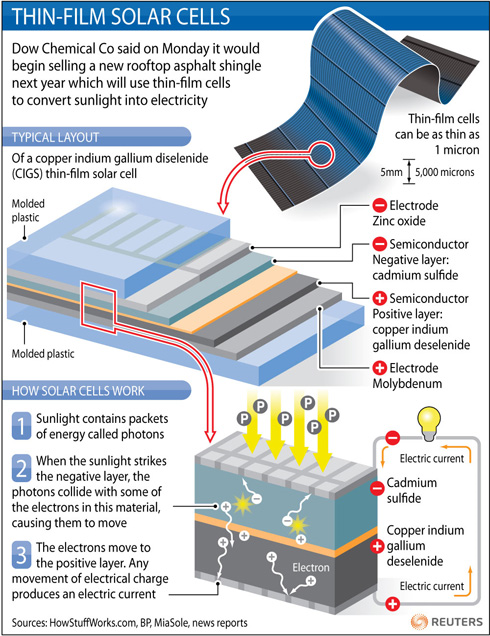 THIN-FILM SOLAR CELLS
Dow Chemical Co said on Monday it would
begin selling a new rooftop asphalt shingle
next year which will use thin-film cells
to convert sunlight into electricity
Thin-film cells
can be as thin as
1 micron
5mm
5,000 microns
TYPICAL LAYOUT
Of a copper indium gallium diselenide
(CIGS) thin-film solar cell
Molded
plastic
Molded plastic
− Electrode
Zinc oxide
− Semiconductor
Negative layer:
cadmium sulfide
+ Semiconductor
Positive layer:
copper indium
gallium deselenide
+ Electrode
Molybdenum
HOW SOLAR CELLS WORK
1 Sunlight contains packets
of energy called photons
2 When the sunlight strikes
the negative layer, the
photons collide with some of
the electrons in this material,
causing them to move
3 The electrons move to
the positive layer. Any
movement of electrical charge
produces an electric current
P P P P
Electron
−
Electric current
− Cadmium
sulfide
+ Copper indium
gallium
deselenide
Electric current
+
Sources: HowStuffWorks.com, BP, MiaSole, news reports
REUTERS